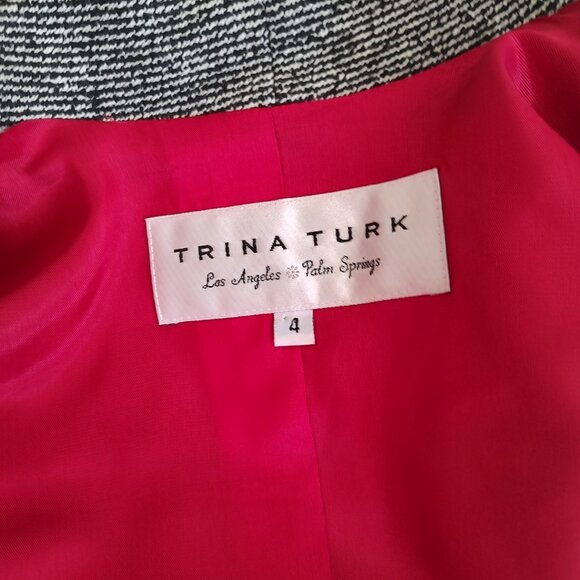 TRINA TURK
Los Angeles ❊ Palm Springs
4